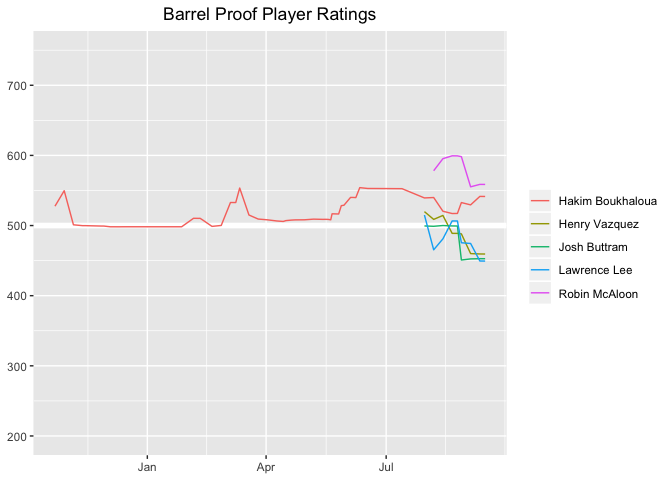 Barrel Proof Player Ratings
700
600
500
400
300
200
Jan
Apr
Jul
Hakim Boukhaloua
Henry Vazquez
Josh Buttram
Lawrence Lee
Robin McAloon